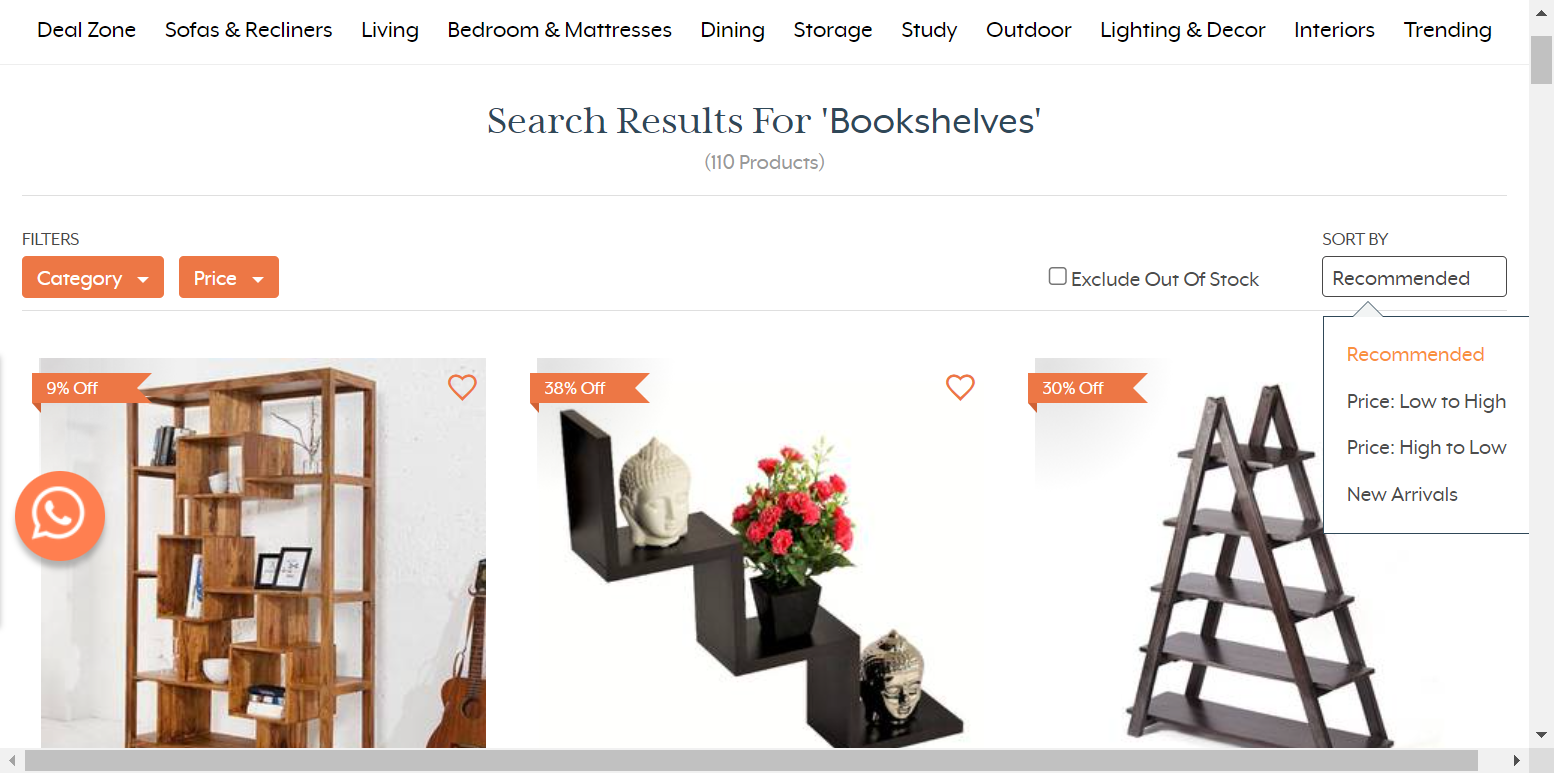 Deal Zone Sofas & Recliners Living Bedroom & Mattresses Dining Storage Study Outdoor Lighting & Decor Interiors Trending
Search Results For 'Bookshelves'
(110 Products)
FILTERS
SORT BY
Category Price
Exclude Out Of Stock
Recommended
Recommended
Price: Low to High
Price: High to Low
New Arrivals
9% Off
38% Off
30% Off